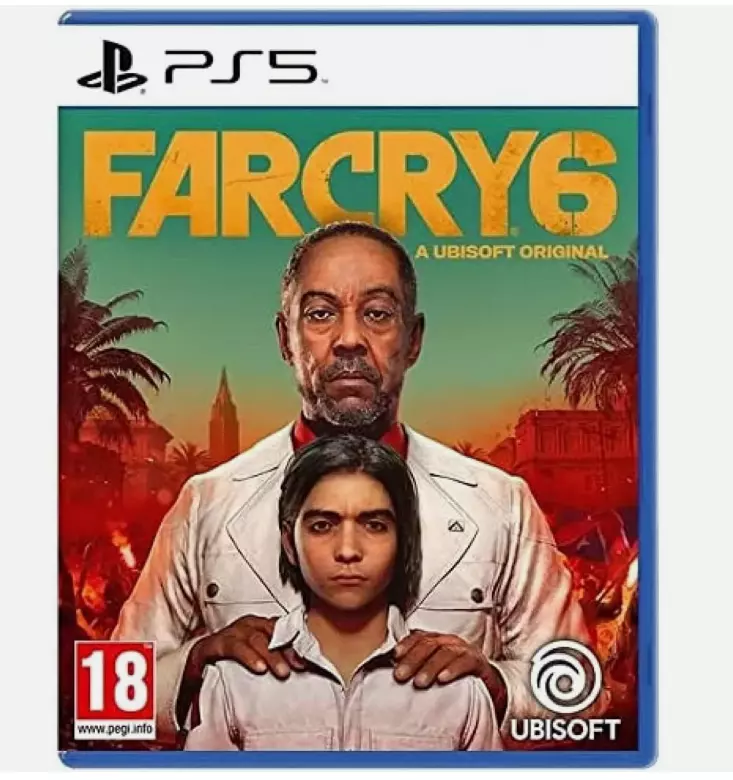 PS5
FARCRY6
A UBISOFT ORIGINAL
18
www.pegi.info
UBISOFT